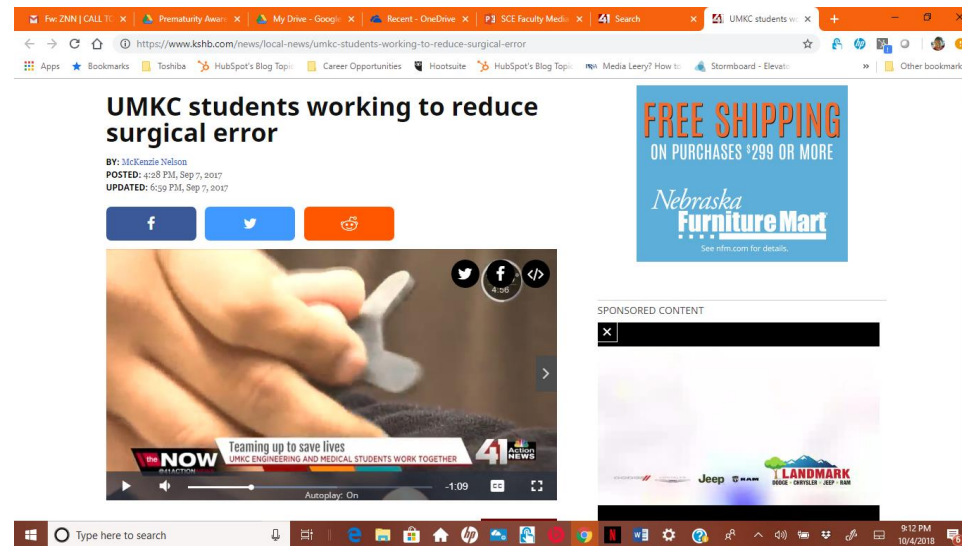 Fw: ZNN | CALL TO
Prematurity Aware
My Drive - Google
Recent - OneDrive
SCE Faculty Media
Search
UMKC students wo
https://www.kshb.com/news/local-news/umkc-students-working-to-reduce-surgical-error
Apps
Bookmarks
Toshiba
HubSpot's Blog Topic
Career Opportunities
Hootsuite
HubSpot's Blog Topic
Media Leery? How to
Stormboard - Elevato
Other bookmark
UMKC students working to reduce
surgical error
BY: McKenzie Nelson
POSTED: 4:28 PM, Sep 7, 2017
UPDATED: 6:59 PM, Sep 7, 2017
4:56
the NOW
@41ACTION
Teaming up to save lives
UMKC ENGINEERING AND MEDICAL STUDENTS WORK TOGETHER
41 Action NEWS
-1:09
CC
Autoplay: On
FREE SHIPPING
ON PURCHASES $299 OR MORE
Nebraska
Furniture Mart
See nfm.com for details.
SPONSORED CONTENT
Jeep
RAM
LANDMARK
DODGE - CHRYSLER - JEEP - RAM
Type here to search
9:12 PM
10/4/2018